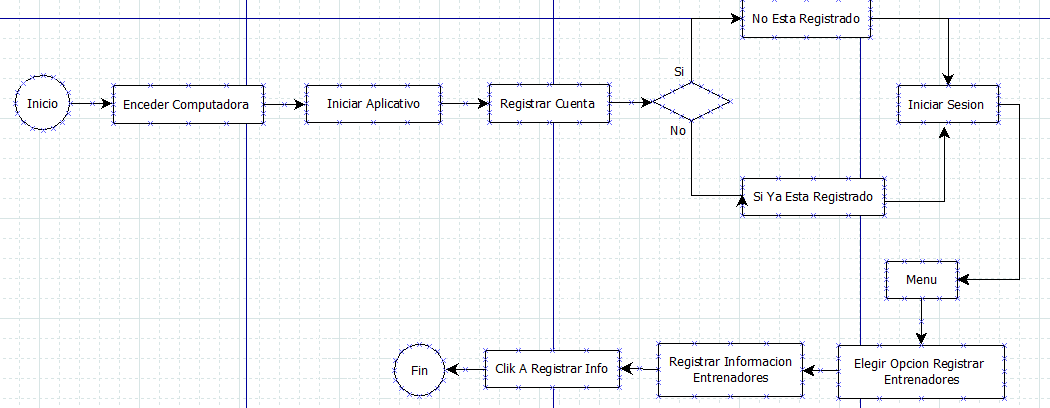 No Esta Registrado
Si
Inicio
Enceder Computadora
Iniciar Aplicativo
Registrar Cuenta
Iniciar Sesion
No
Si Ya Esta Registrado
Menu
Elegir Opcion Registrar
Entrenadores
Registrar Informacion
Entrenadores
Clik A Registrar Info
Fin